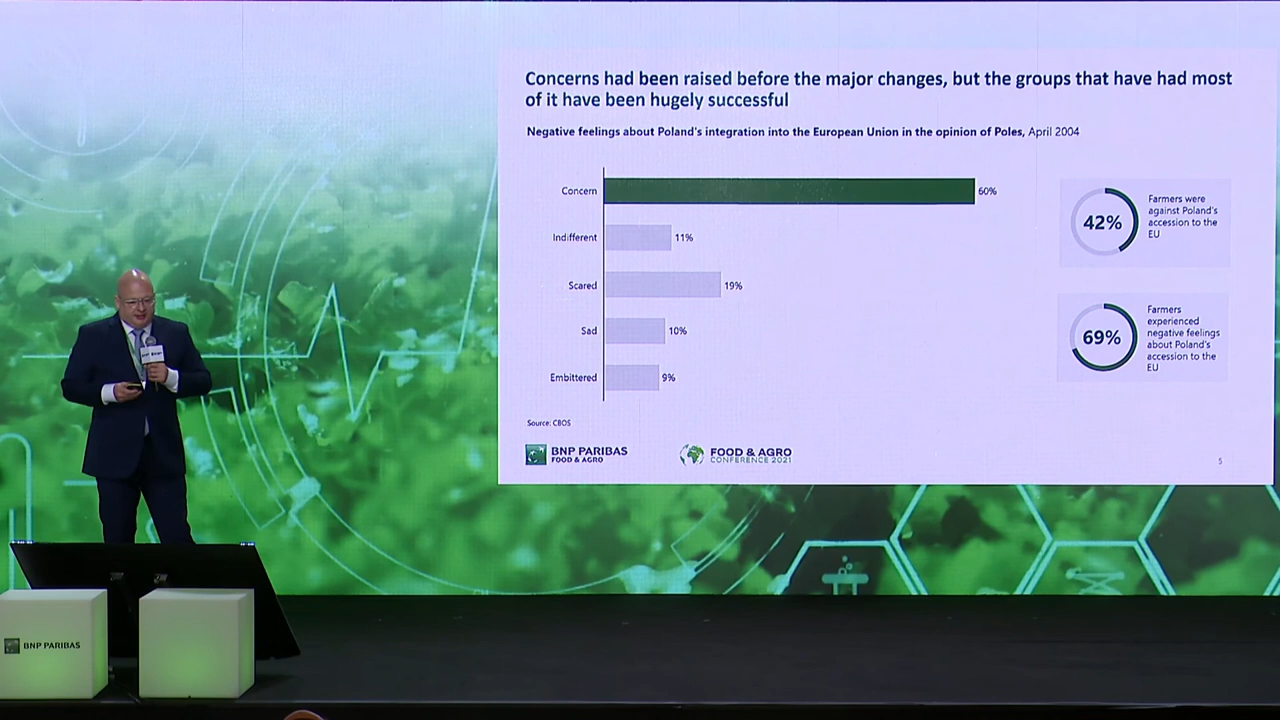 Concerns had been raised before the major changes, but the groups that have had most
of it have been hugely successful
Negative feelings about Poland's integration into the European Union in the opinion of Poles, April 2004
Concern
60%
Indifferent
11%
Scared
19%
Sad
10%
Embittered
9%
42%
Farmers were
against Poland's
accession to the
EU
69%
Farmers
experienced
negative feelings
about Poland's
accession to the
EU
Source: CBOS
BNP PARIBAS
FOOD & AGRO
FOOD & AGRO
CONFERENCE 2021
5
BNP PARIBAS